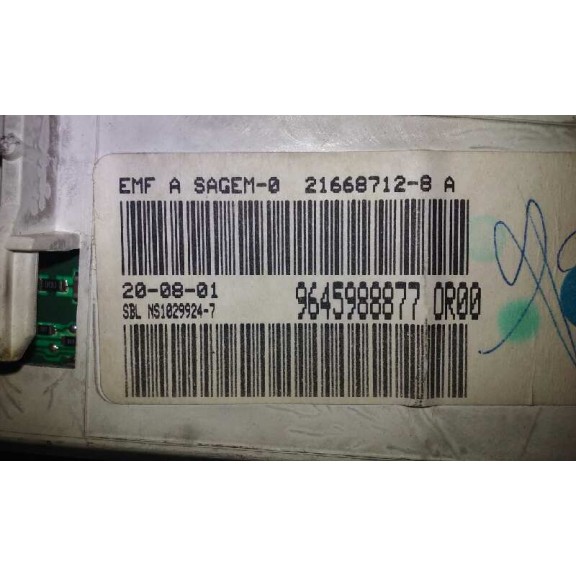 EMF A SAGEM-0 21668712-8 A
20-08-01
9645988877 0R00
SBL NS1029924-7